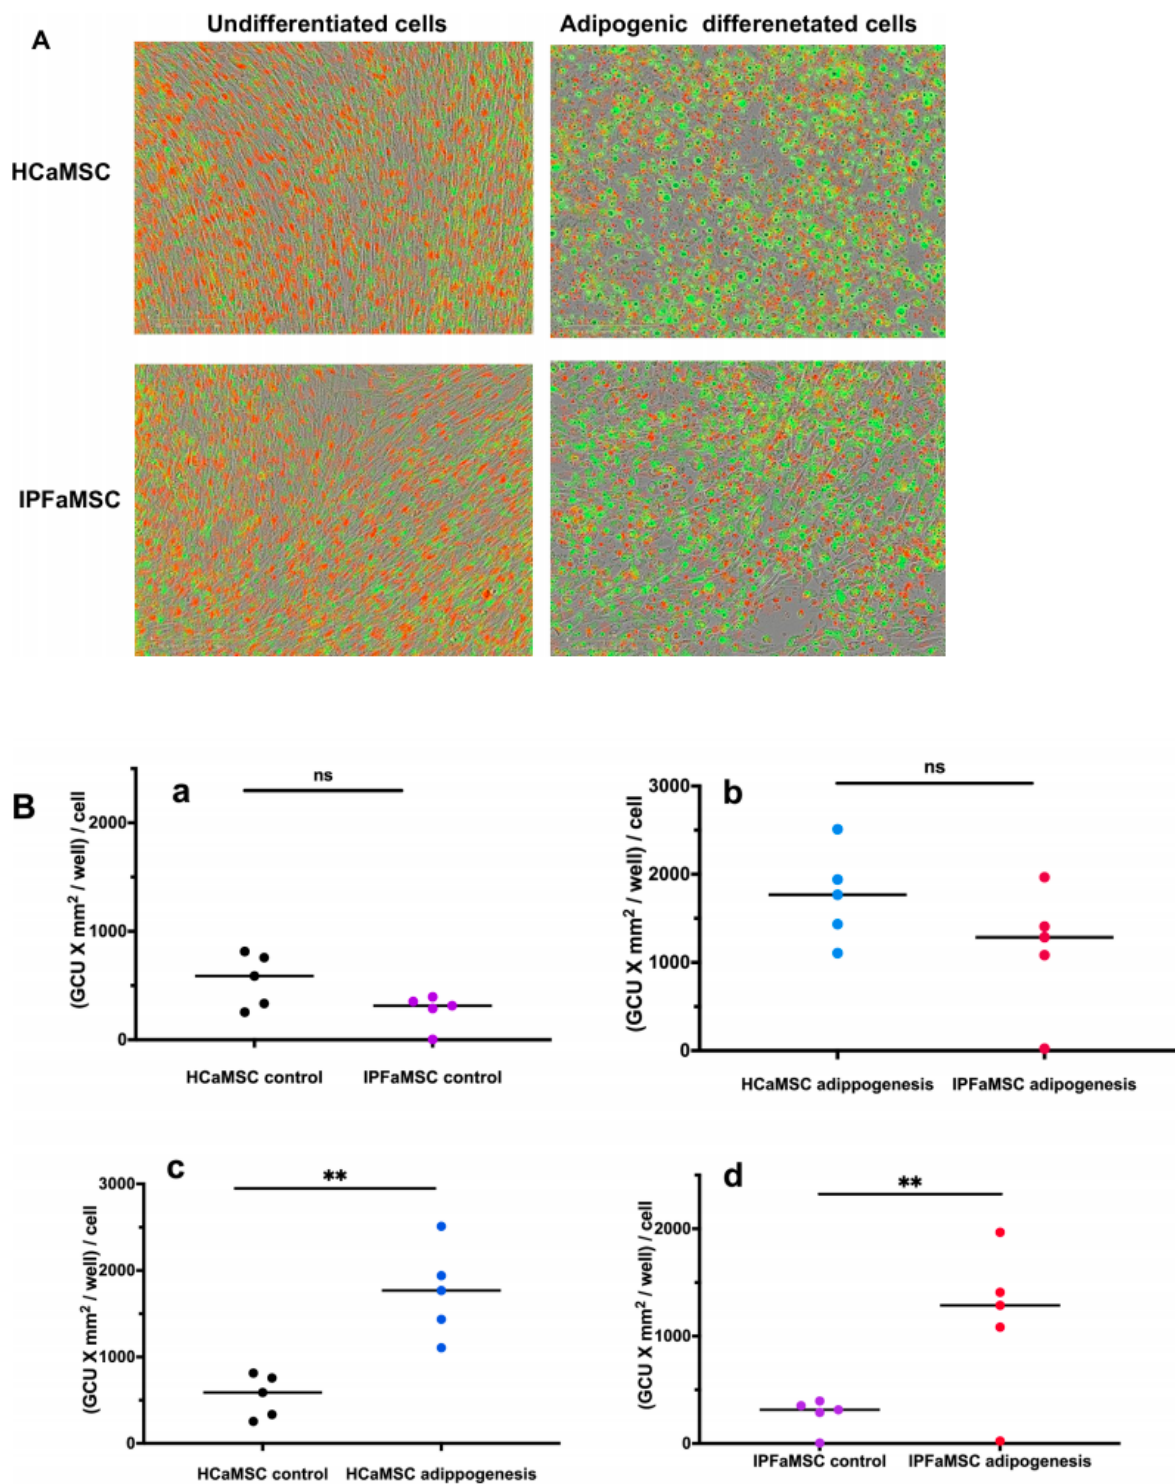 Undifferentiated cells
Adipogenic differenetated cells
A
HCaMSC
IPFaMSC
B
a
ns
(GCU X mm² / well) / cell
2000
1000
0
HCaMSC control
IPFaMSC control
b
ns
(GCU X mm² / well) / cell
3000
2000
1000
0
HCaMSC adippogenesis
IPFaMSC adipogenesis
c
**
(GCU X mm² / well) / cell
3000
2000
1000
0
HCaMSC control
HCaMSC adippogenesis
d
**
(GCU X mm² / well) / cell
2000
1000
0
IPFaMSC control
IPFaMSC adipogenesis